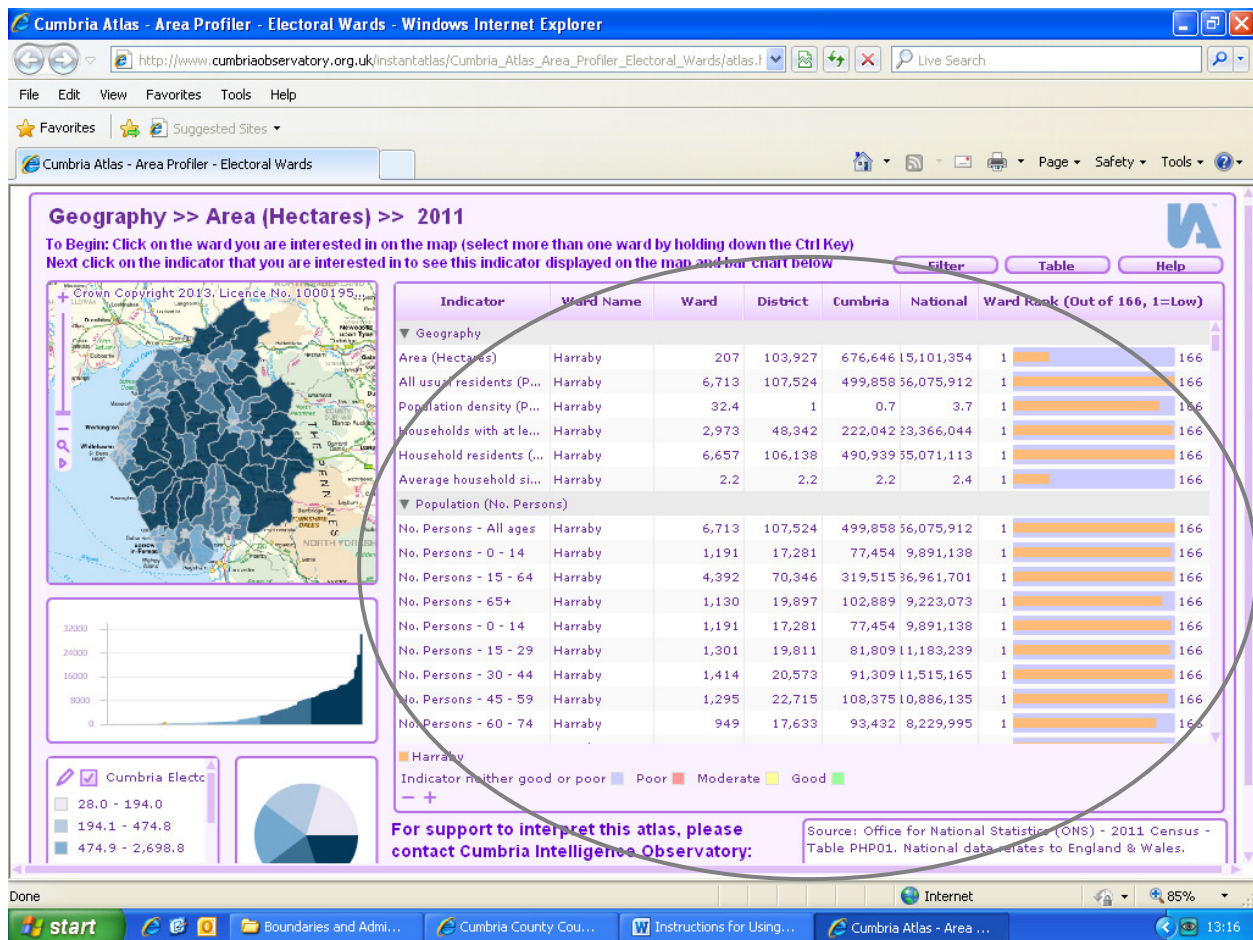 Cumbria Atlas - Area Profiler - Electoral Wards - Windows Internet Explorer
http://www.cumbriaobservatory.org.uk/instantatlas/Cumbria_Atlas_Area_Profiler_Electoral_Wards/atlas.h
Live Search
File Edit View Favorites Tools Help
Favorites Suggested Sites
Cumbria Atlas - Area Profiler - Electoral Wards
Page Safety Tools
Geography >> Area (Hectares) >> 2011
To Begin: Click on the ward you are interested in on the map (select more than one ward by holding down the Ctrl Key)
Next click on the indicator that you are interested in to see this indicator displayed on the map and bar chart below
Filter Table Help
Crown Copyright 2013. Licence No. 1000195...
Indicator Ward Name Ward District Cumbria National Ward Rank (Out of 166, 1=Low)
Geography
Area (Hectares) Harraby 207 103,927 676,646 15,101,354 1 166
All usual residents (P... Harraby 6,713 107,524 499,858 56,075,912 1 166
Population density (P... Harraby 32.4 1 0.7 3.7 1 166
Households with at le... Harraby 2,973 48,342 222,042 23,366,044 1 166
Household residents (... Harraby 6,657 106,138 490,939 55,071,113 1 166
Average household si... Harraby 2.2 2.2 2.2 2.4 1 166
Population (No. Persons)
No. Persons - All ages Harraby 6,713 107,524 499,858 56,075,912 1 166
No. Persons - 0 - 14 Harraby 1,191 17,281 77,454 9,891,138 1 166
No. Persons - 15 - 64 Harraby 4,392 70,346 319,515 36,961,701 1 166
No. Persons - 65+ Harraby 1,130 19,897 102,889 9,223,073 1 166
No. Persons - 0 - 14 Harraby 1,191 17,281 77,454 9,891,138 1 166
No. Persons - 15 - 29 Harraby 1,301 19,811 81,809 11,183,239 1 166
No. Persons - 30 - 44 Harraby 1,414 20,573 91,309 11,515,165 1 166
No. Persons - 45 - 59 Harraby 1,295 22,715 108,375 10,886,135 1 166
No. Persons - 60 - 74 Harraby 949 17,633 93,432 8,229,995 1 166
32000
24000
16000
8000
0
Harraby
Indicator neither good or poor Poor Moderate Good
Cumbria Electo
28.0 - 194.0
194.1 - 474.8
474.9 - 2,698.8
For support to interpret this atlas, please
contact Cumbria Intelligence Observatory:
Source: Office for National Statistics (ONS) - 2011 Census -
Table PHP01. National data relates to England & Wales.
Done Internet 85%
start Boundaries and Admi... Cumbria County Cou... Instructions for Using... Cumbria Atlas - Area ... 13:16